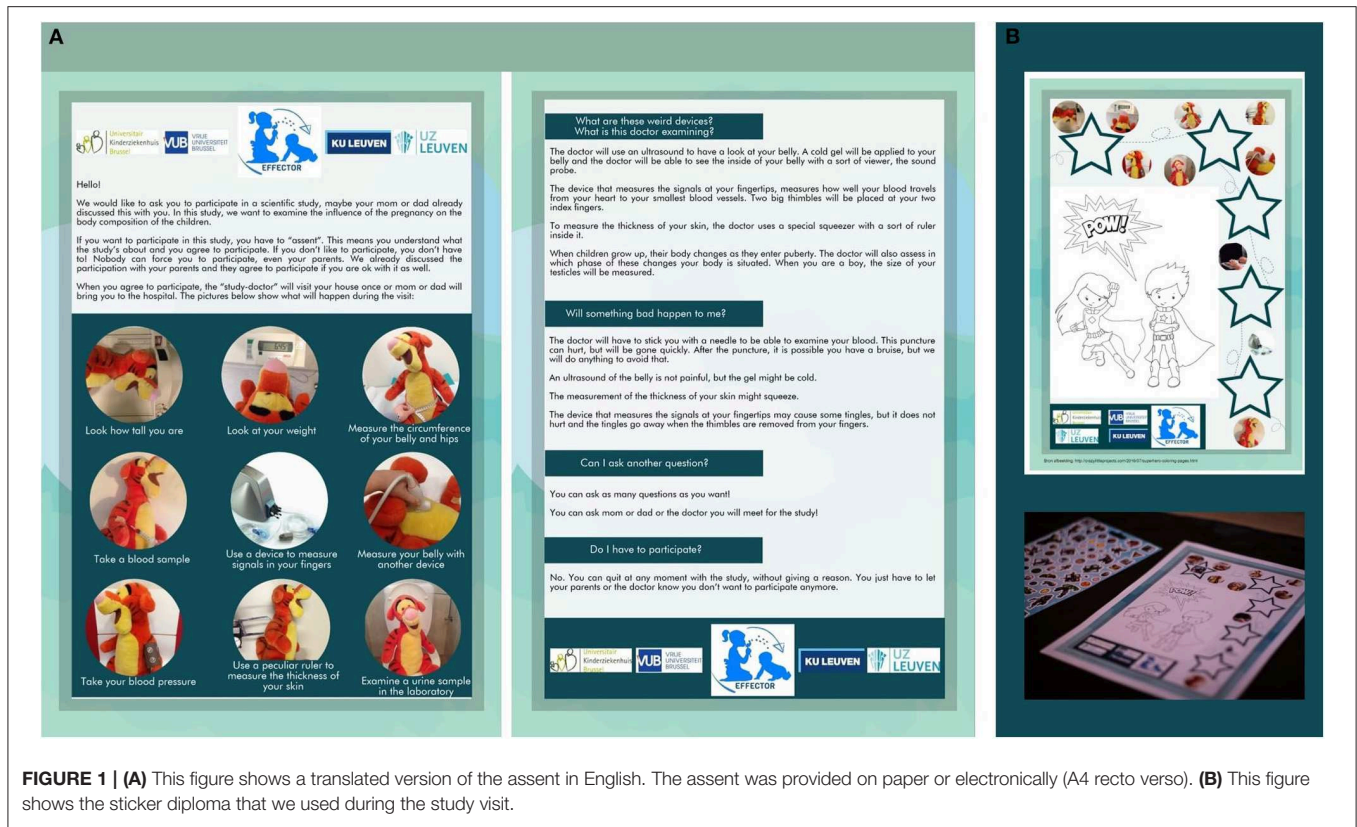 A
Universitair
Kinderziekenhuis
Brussel
VUB
VRIJE
UNIVERSITEIT
BRUSSEL
EFFECTOR
KU LEUVEN
UZ
LEUVEN
Hello!
We would like to ask you to participate in a scientific study, maybe your mom or dad already
discussed this with you. In this study, we want to examine the influence of the pregnancy on the
body composition of the children.
If you want to participate in this study, you have to “assent”. This means you understand what
the study's about and you agree to participate. If you don't like to participate, you don't have
to! Nobody can force you to participate, even your parents. We already discussed the
participation with your parents and they agree to participate if you are ok with it as well.
When you agree to participate, the “study-doctor” will visit your house once or mom or dad will
bring you to the hospital. The pictures below show what will happen during the visit:
Look how tall you are
Look at your weight
Measure the circumference
of your belly and hips
Take a blood sample
Use a device to measure
signals in your fingers
Measure your belly with
another device
Take your blood pressure
Use a peculiar ruler to
measure the thickness of
your skin
Examine a urine sample
in the laboratory
What are these weird devices?
What is this doctor examining?
The doctor will use an ultrasound to have a look at your belly. A cold gel will be applied to your
belly and the doctor will be able to see the inside of your belly with a sort of viewer, the sound
probe.
The device that measures the signals at your fingertips, measures how well your blood travels
from your heart to your smallest blood vessels. Two big thimbles will be placed at your two
index fingers.
To measure the thickness of your skin, the doctor uses a special squeezer with a sort of ruler
inside it.
When children grow up, their body changes as they enter puberty. The doctor will also assess in
which phase of these changes your body is situated. When you are a boy, the size of your
testicles will be measured.
Will something bad happen to me?
The doctor will have to stick you with a needle to be able to examine your blood. This puncture
can hurt, but will be gone quickly. After the puncture, it is possible you have a bruise, but we
will do anything to avoid that.
An ultrasound of the belly is not painful, but the gel might be cold.
The measurement of the thickness of your skin might squeeze.
The device that measures the signals at your fingertips may cause some tingles, but it does not
hurt and the tingles go away when the thimbles are removed from your fingers.
Can I ask another question?
You can ask as many questions as you want!
You can ask mom or dad or the doctor you will meet for the study!
Do I have to participate?
No. You can quit at any moment with the study, without giving a reason. You just have to let
your parents or the doctor know you don't want to participate anymore.
Universitair
Kinderziekenhuis
Brussel
VUB
VRIJE
UNIVERSITEIT
BRUSSEL
EFFECTOR
KU LEUVEN
UZ
LEUVEN
B
POW!
Universitair
Kinderziekenhuis
Brussel
VUB
VRIJE
UNIVERSITEIT
BRUSSEL
UZ
LEUVEN
KU LEUVEN
EFFECTOR
POW!
FIGURE 1 | (A) This figure shows a translated version of the assent in English. The assent was provided on paper or electronically (A4 recto verso). (B) This figure
shows the sticker diploma that we used during the study visit.